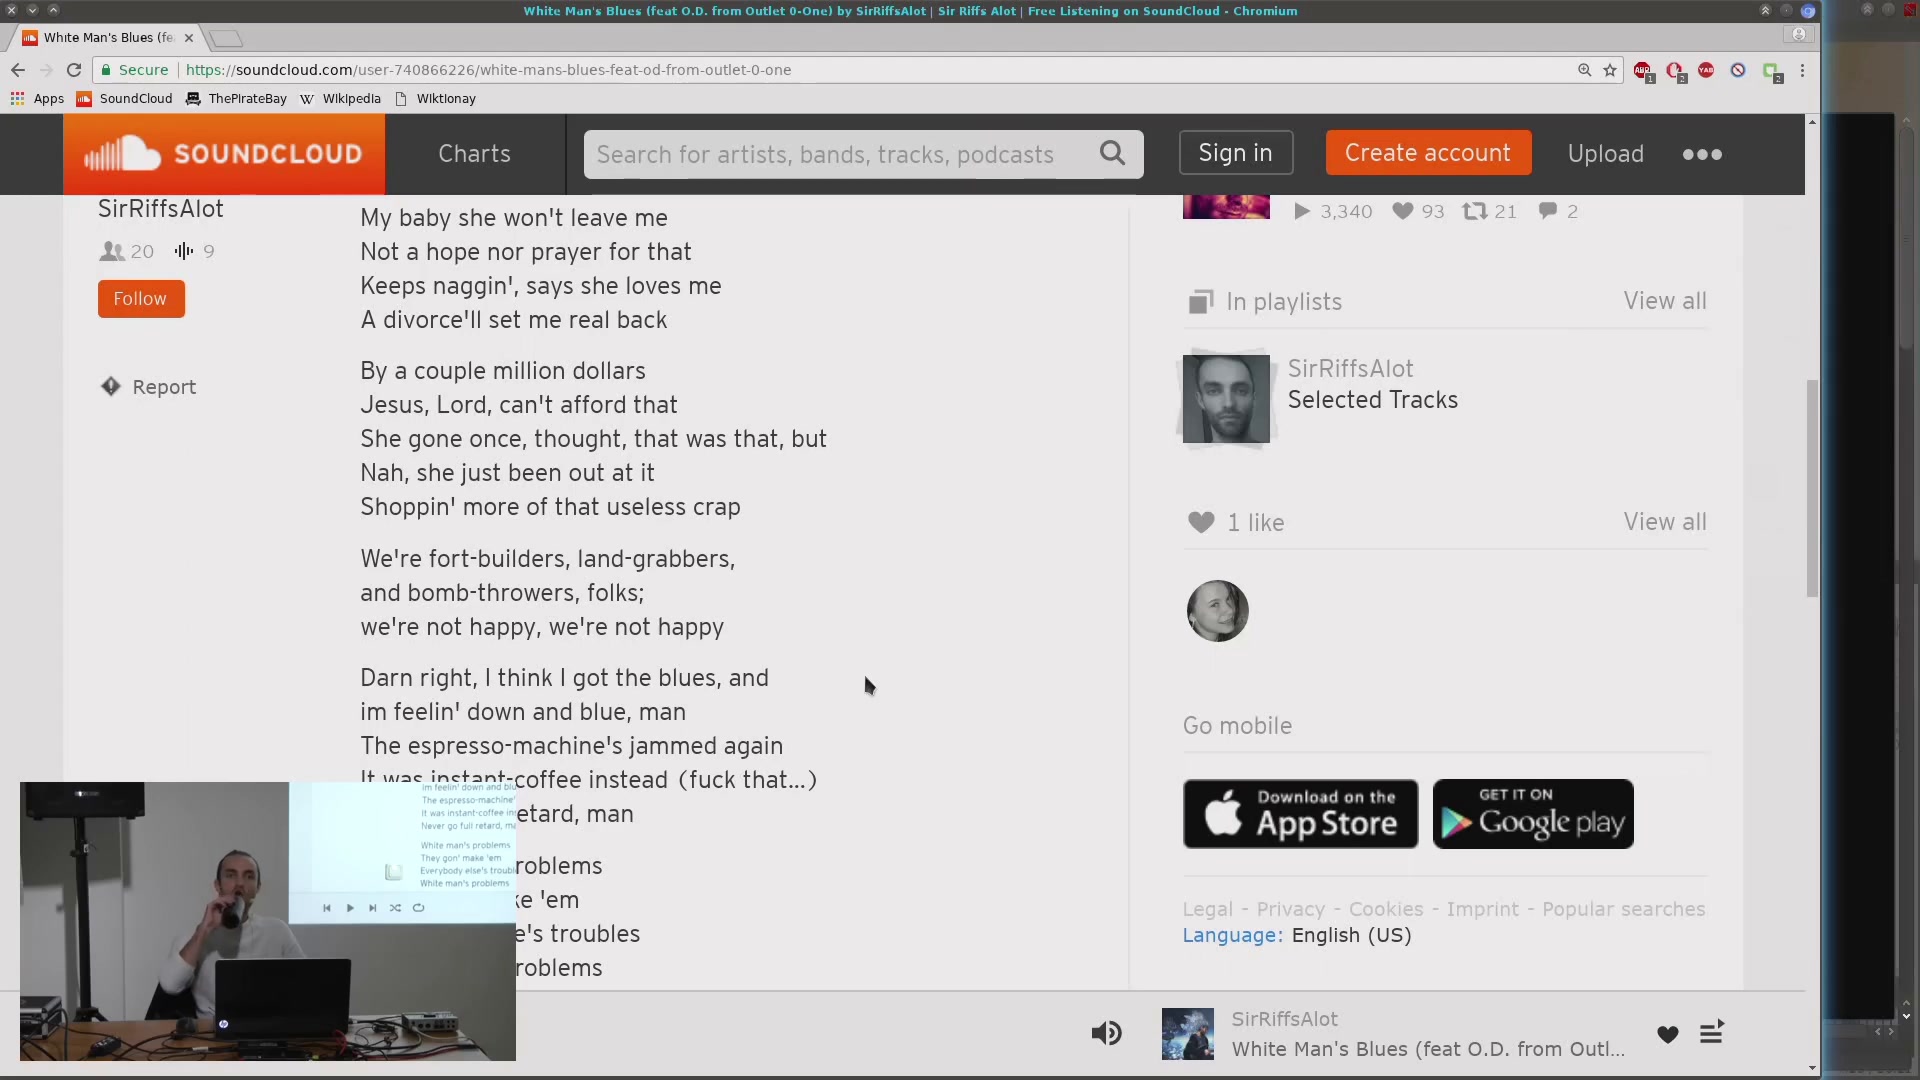 White Man's Blues (feat O.D. from Outlet 0-One) by SirRiffsAlot | Sir Riffs Alot | Free Listening on SoundCloud - Chromium
White Man's Blues (fe
Secure
https://soundcloud.com/user-740866226/white-mans-blues-feat-od-from-outlet-0-one
Apps SoundCloud ThePirateBay Wikipedia Wiktionay
SOUNDCLOUD
Charts
Search for artists, bands, tracks, podcasts
Sign in
Create account
Upload
SirRiffsAlot
20 9
Follow
Report
My baby she won't leave me
Not a hope nor prayer for that
Keeps naggin', says she loves me
A divorce'll set me real back
By a couple million dollars
Jesus, Lord, can't afford that
She gone once, thought, that was that, but
Nah, she just been out at it
Shoppin' more of that useless crap
We're fort-builders, land-grabbers,
and bomb-throwers, folks;
we're not happy, we're not happy
Darn right, I think I got the blues, and
im feelin' down and blue, man
The espresso-machine's jammed again
It was instant-coffee instead (fuck that...)
etard, man
roblems
ke 'em
e's troubles
roblems
3,340 93 21 2
In playlists
View all
SirRiffsAlot
Selected Tracks
1 like
View all
Go mobile
Download on the
App Store
GET IT ON
Google play
Legal - Privacy - Cookies - Imprint - Popular searches
Language: English (US)
im feelin' down and blu
The espresso-machine'
It was instant-coffee in
Never go full retard, ma
White man's problems
They gon' make 'em
Everybody else's troubl
White man's problems
SirRiffsAlot
White Man's Blues (feat O.D. from Outl...